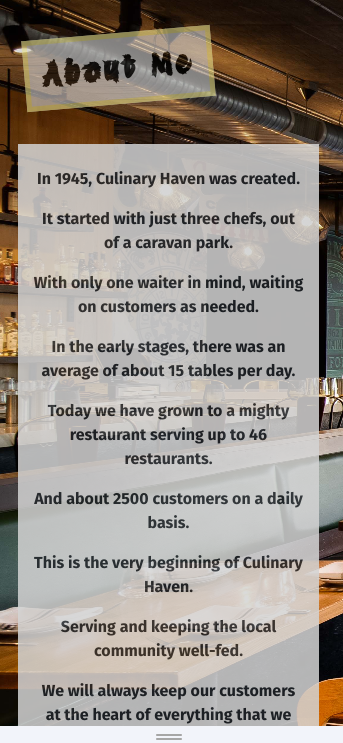 About Me
In 1945, Culinary Haven was created.
It started with just three chefs, out
of a caravan park.
With only one waiter in mind, waiting
on customers as needed.
In the early stages, there was an
average of about 15 tables per day.
Today we have grown to a mighty
restaurant serving up to 46
restaurants.
And about 2500 customers on a daily
basis.
This is the very beginning of Culinary
Haven.
Serving and keeping the local
community well-fed.
We will always keep our customers
at the heart of everything that we